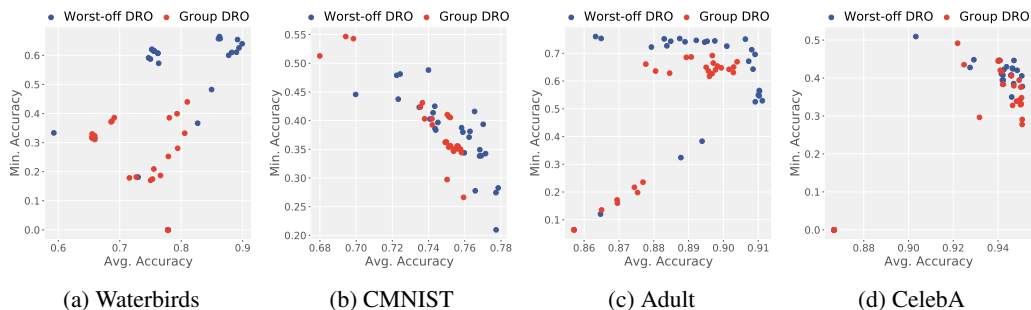 Worst-off DRO Group DRO
Min. Accuracy
0.6
0.5
0.4
0.3
0.2
0.1
0.0
0.6 0.7 0.8 0.9
Avg. Accuracy
(a) Waterbirds
Worst-off DRO Group DRO
Min. Accuracy
0.55
0.50
0.45
0.40
0.35
0.30
0.25
0.20
0.68 0.70 0.72 0.74 0.76 0.78
Avg. Accuracy
(b) CMNIST
Worst-off DRO Group DRO
Min. Accuracy
0.7
0.6
0.5
0.4
0.3
0.2
0.1
0.86 0.87 0.88 0.89 0.90 0.91
Avg. Accuracy
(c) Adult
Worst-off DRO Group DRO
Min. Accuracy
0.5
0.4
0.3
0.2
0.1
0.0
0.88 0.90 0.92 0.94
Avg. Accuracy
(d) CelebA